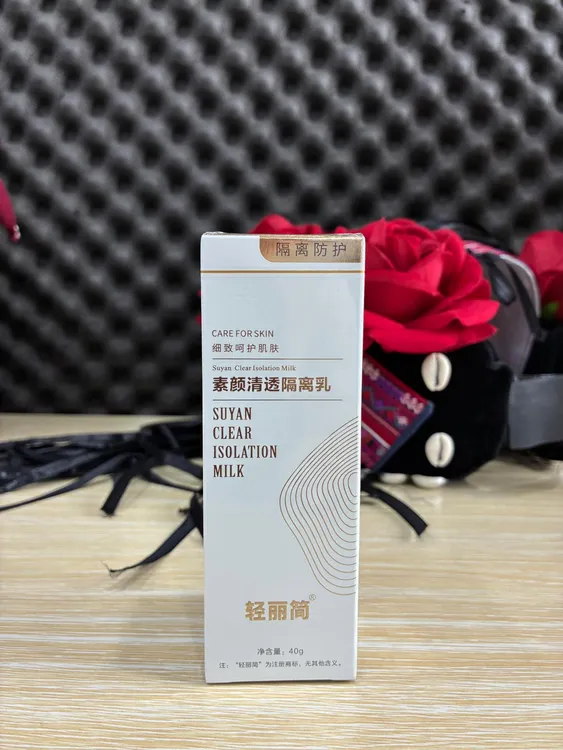 隔离防护
CARE FOR SKIN
细致呵护肌肤
Suyan Clear Isolation Milk
素颜清透隔离乳
SUYAN
CLEAR
ISOLATION
MILK
轻丽简®
净含量：40g
注：“轻丽简”为注册商标，无其他含义。